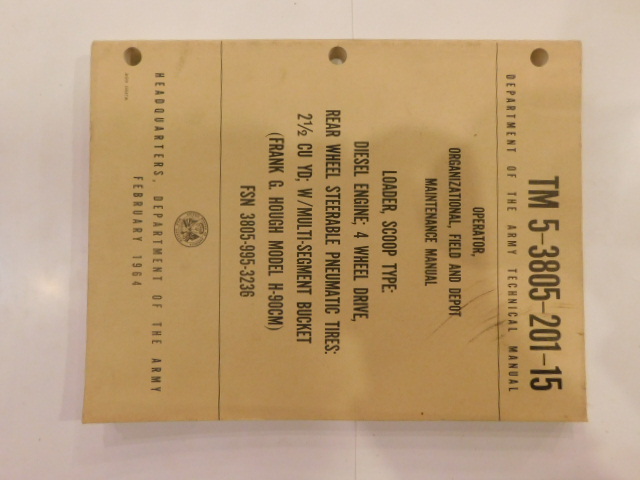 TM 5-3805-201-15
DEPARTMENT OF THE ARMY TECHNICAL MANUAL
OPERATOR,
ORGANIZATIONAL, FIELD AND DEPOT
MAINTENANCE MANUAL
LOADER, SCOOP TYPE:
DIESEL ENGINE; 4 WHEEL DRIVE,
REAR WHEEL STEERABLE PNEUMATIC TIRES:
2½ CU YD; W/MULTI-SEGMENT BUCKET
(FRANK G. HOUGH MODEL H-90CM)
FSN 3805-995-3236
HEADQUARTERS, DEPARTMENT OF THE ARMY
FEBRUARY 1964